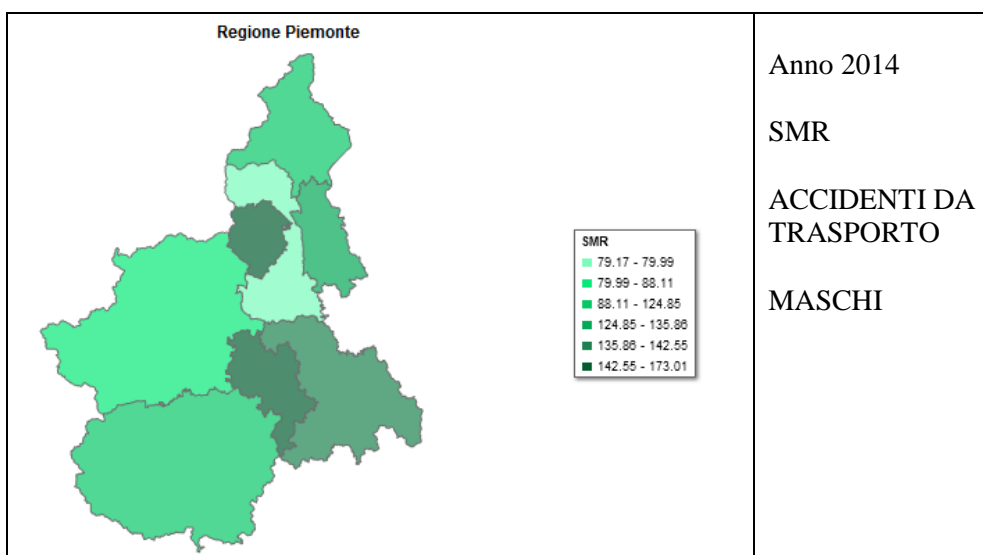 Regione Piemonte
SMR
79.17 - 79.99
79.99 - 88.11
88.11 - 124.85
124.85 - 135.86
135.86 - 142.55
142.55 - 173.01
Anno 2014
SMR
ACCIDENTI DA
TRASPORTO
MASCHI